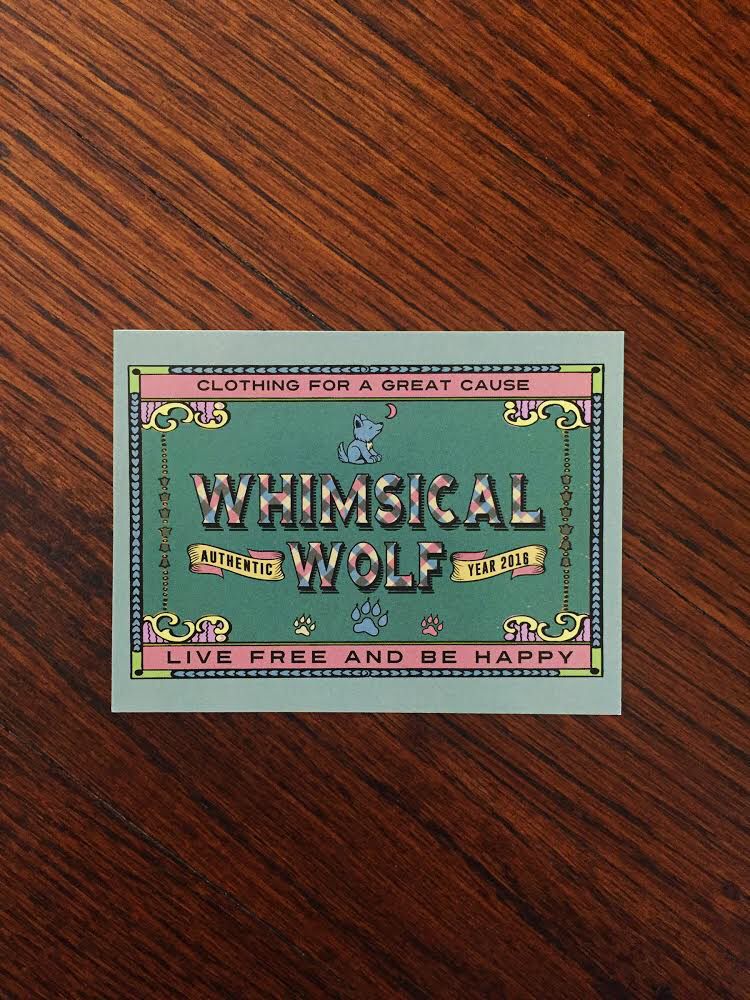 CLOTHING FOR A GREAT CAUSE
WHIMSICAL
AUTHENTIC WOLF YEAR 2016
LIVE FREE AND BE HAPPY